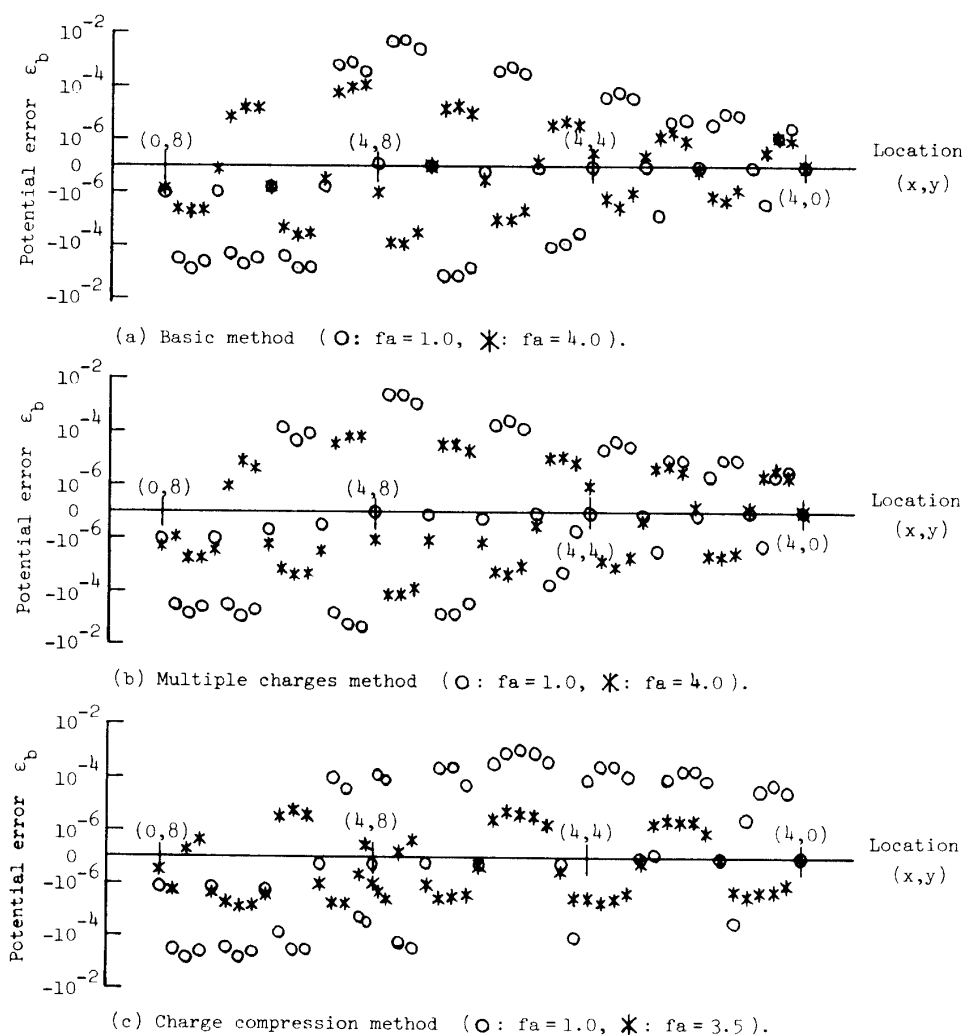 Potential error ε_b
10^-2
10^-4
10^-6
0
-10^-6
-10^-4
-10^-2
(0,8)
(4,8)
(4,4)
(4,0)
Location
(x,y)
(a) Basic method (O: fa=1.0, ✳: fa=4.0).
Potential error ε_b
10^-2
10^-4
10^-6
0
-10^-6
-10^-4
-10^-2
(0,8)
(4,8)
(4,4)
(4,0)
Location
(x,y)
(b) Multiple charges method (O: fa=1.0, ✳: fa=4.0).
Potential error ε_b
10^-2
10^-4
10^-6
0
-10^-6
-10^-4
-10^-2
(0,8)
(4,8)
(4,4)
(4,0)
Location
(x,y)
(c) Charge compression method (O: fa=1.0, ✳: fa=3.5).